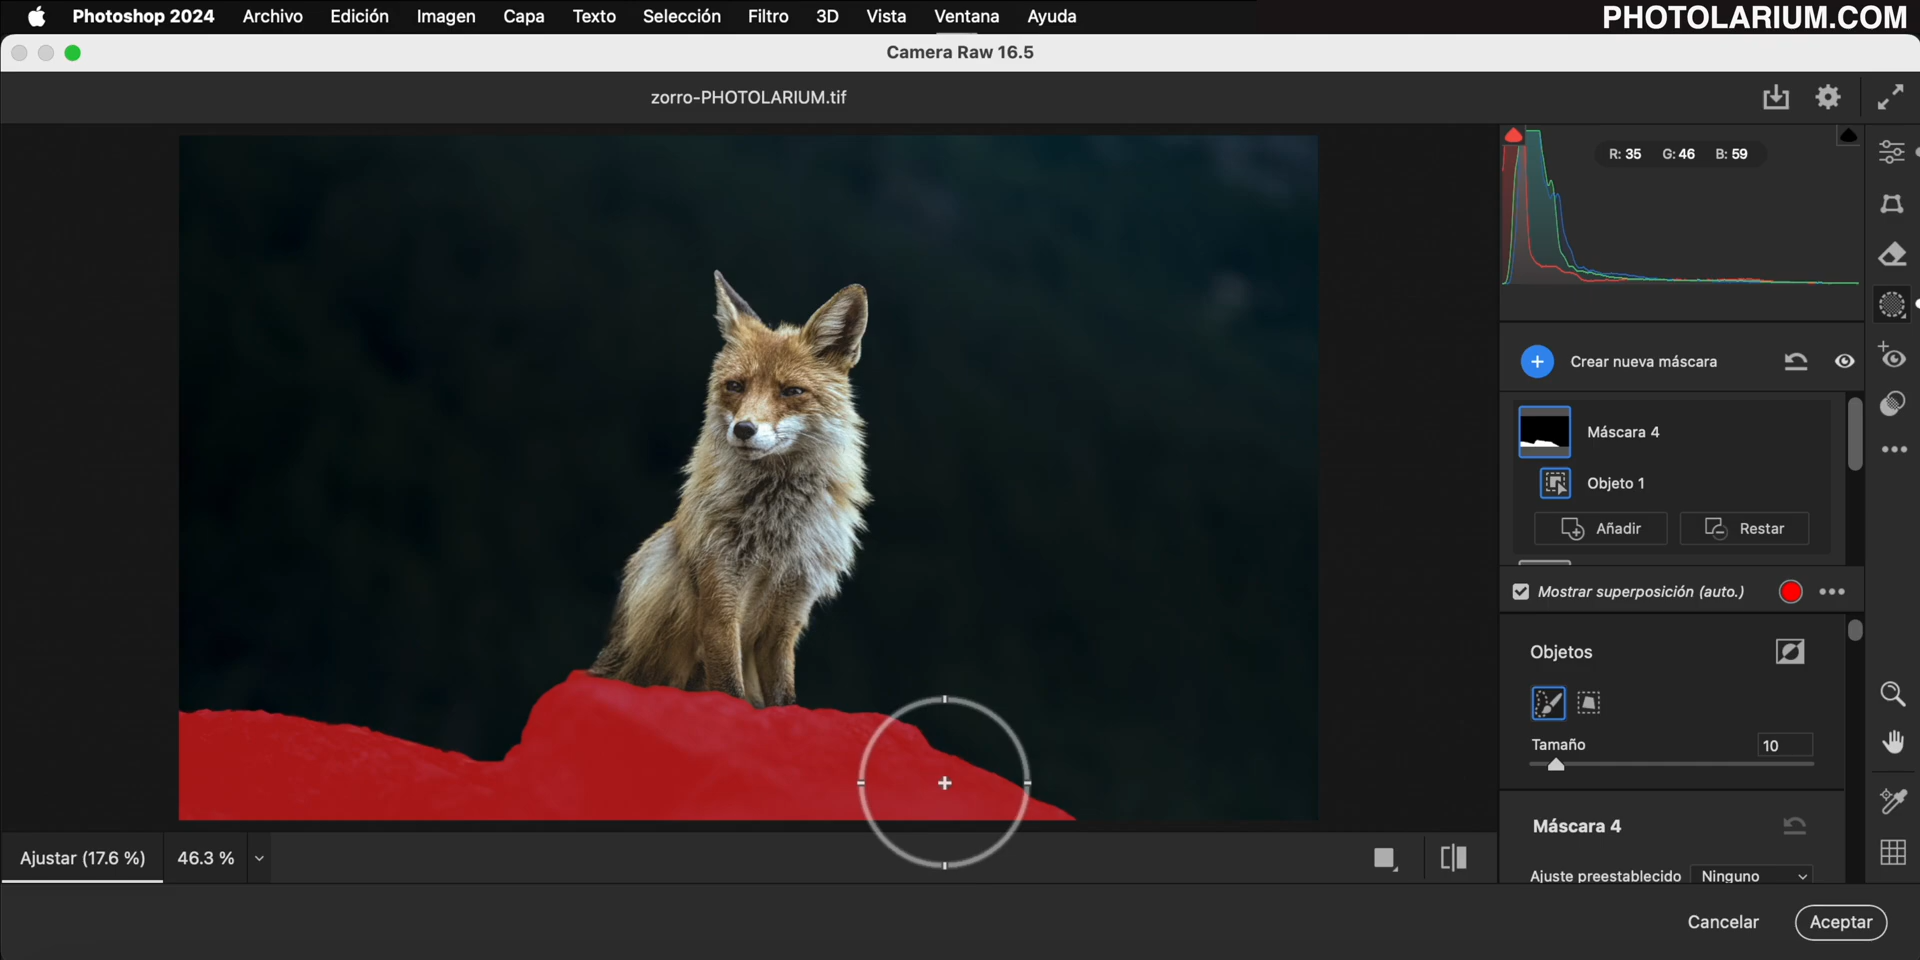 Photoshop 2024 Archivo Edición Imagen Capa Texto Selección Filtro 3D Vista Ventana Ayuda
PHOTOLARIUM.COM
Camera Raw 16.5
zorro-PHOTOLARIUM.tif
R: 35 G: 46 B: 59
Crear nueva máscara
Máscara 4
Objeto 1
Añadir Restar
Mostrar superposición (auto.)
Objetos
Tamaño 10
Máscara 4
Ajuste preestablecido Ninguno
Ajustar (17.6 %) 46.3 %
Cancelar Aceptar